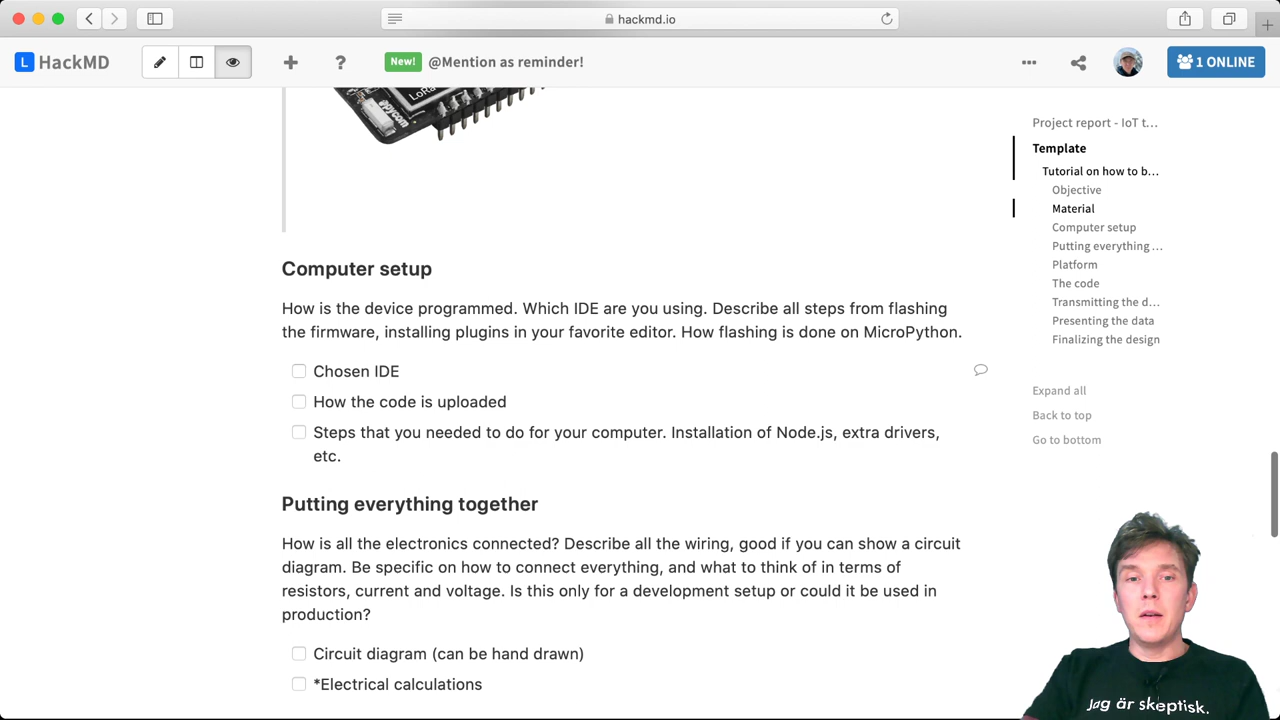 hackmd.io
L HackMD
New! @Mention as reminder!
1 ONLINE
LoRa
pycom
Computer setup
How is the device programmed. Which IDE are you using. Describe all steps from flashing
the firmware, installing plugins in your favorite editor. How flashing is done on MicroPython.
Chosen IDE
How the code is uploaded
Steps that you needed to do for your computer. Installation of Node.js, extra drivers,
etc.
Putting everything together
How is all the electronics connected? Describe all the wiring, good if you can show a circuit
diagram. Be specific on how to connect everything, and what to think of in terms of
resistors, current and voltage. Is this only for a development setup or could it be used in
production?
Circuit diagram (can be hand drawn)
*Electrical calculations
Project report - IoT t...
Template
Tutorial on how to b...
Objective
Material
Computer setup
Putting everything ...
Platform
The code
Transmitting the d...
Presenting the data
Finalizing the design
Expand all
Back to top
Go to bottom
Jag är skeptisk.